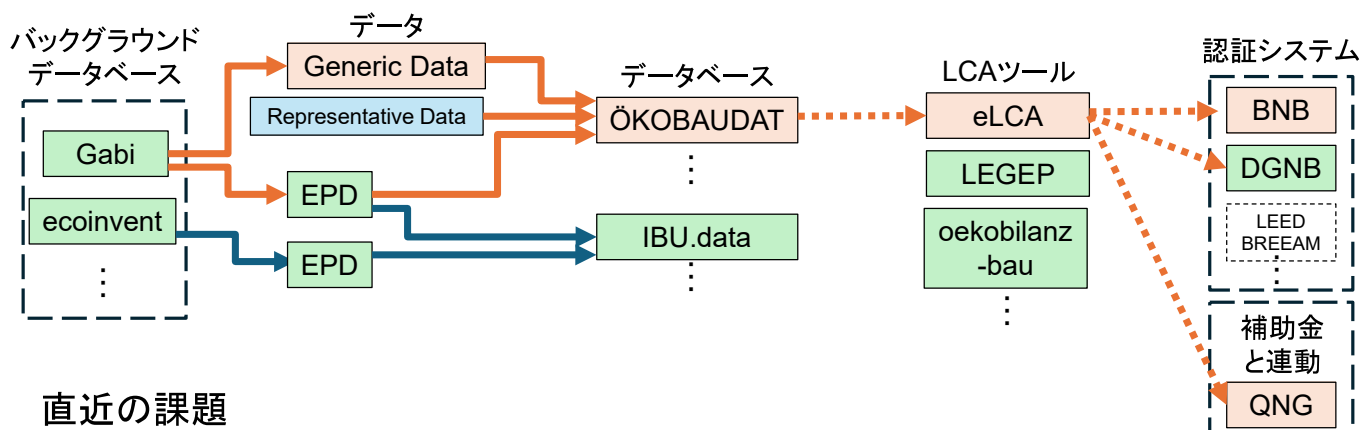 バックグラウンド
データベース
Gabi
ecoinvent
⋮
データ
Generic Data
Representative Data
EPD
EPD
データベース
ÖKOBAUDAT
⋮
IBU.data
⋮
LCAツール
eLCA
LEGEP
oekobilanz
-bau
⋮
認証システム
BNB
DGNB
LEED
BREEAM
⋮
補助金
と連動
QNG
直近の課題